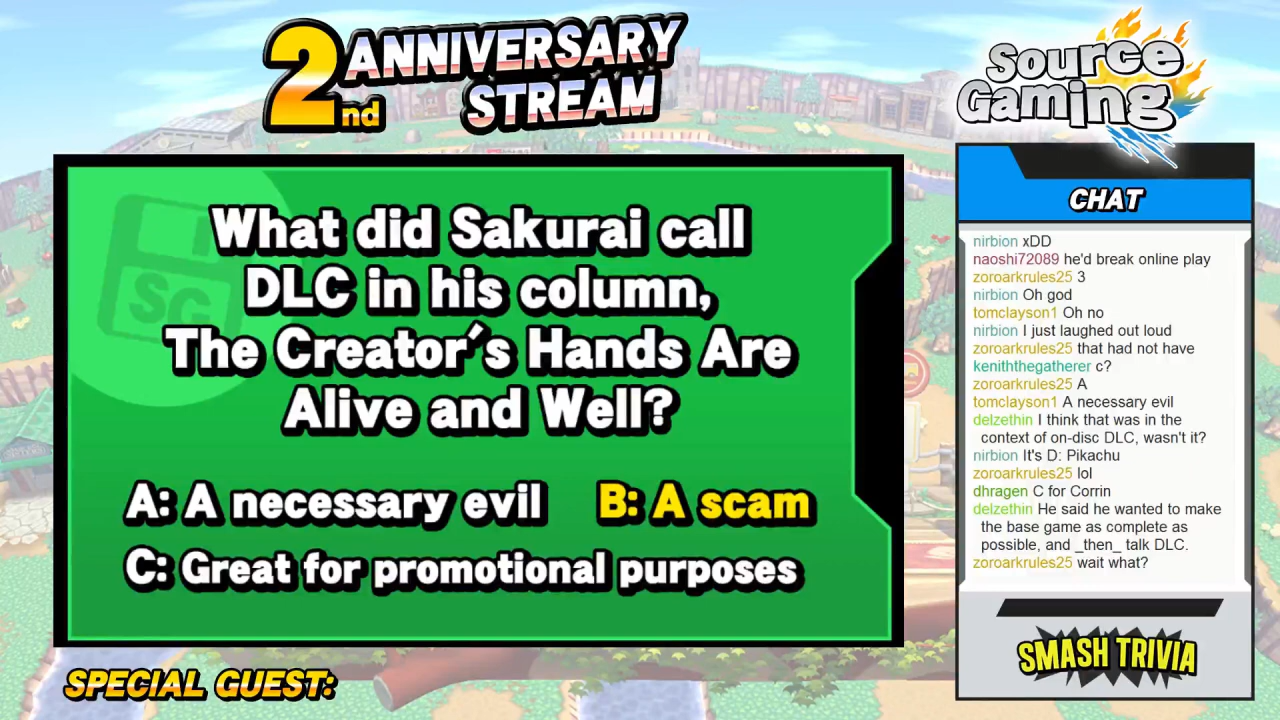 2nd ANNIVERSARY STREAM
Source Gaming
SG
What did Sakurai call
DLC in his column,
The Creator's Hands Are
Alive and Well?
A: A necessary evil
B: A scam
C: Great for promotional purposes
SPECIAL GUEST:
CHAT
nirbion xDD
naoshi72089 he'd break online play
zoroarkrules25 3
nirbion Oh god
tomclayson1 Oh no
nirbion I just laughed out loud
zoroarkrules25 that had not have
keniththegatherer c?
zoroarkrules25 A
tomclayson1 A necessary evil
delzethin I think that was in the
context of on-disc DLC, wasn't it?
nirbion It's D: Pikachu
zoroarkrules25 lol
dhragen C for Corrin
delzethin He said he wanted to make
the base game as complete as
possible, and _then_ talk DLC.
zoroarkrules25 wait what?
SMASH TRIVIA